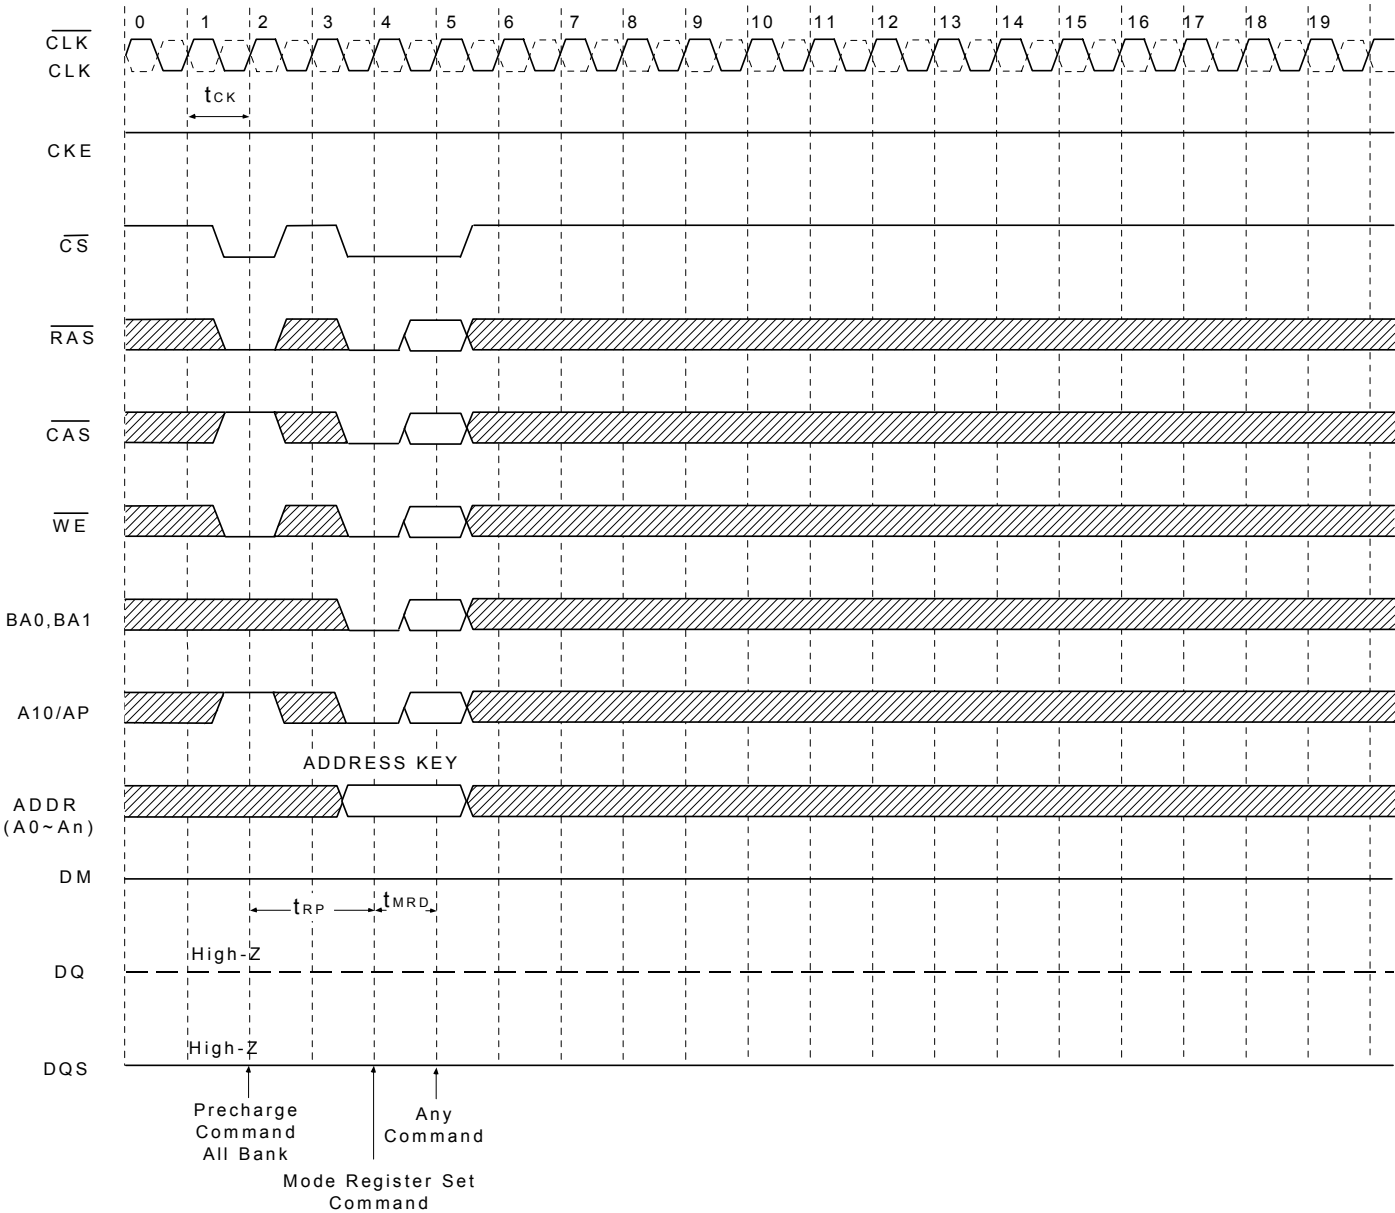 0 1 2 3 4 5 6 7 8 9 10 11 12 13 14 15 16 17 18 19
CLK
CLK
tCK
CKE
CS
RAS
CAS
WE
BA0,BA1
A10/AP
ADDRESS KEY
ADDR
(A0~An)
DM
tRP tMRD
High-Z
DQ
High-Z
DQS
Precharge
Command
All Bank
Any
Command
Mode Register Set
Command